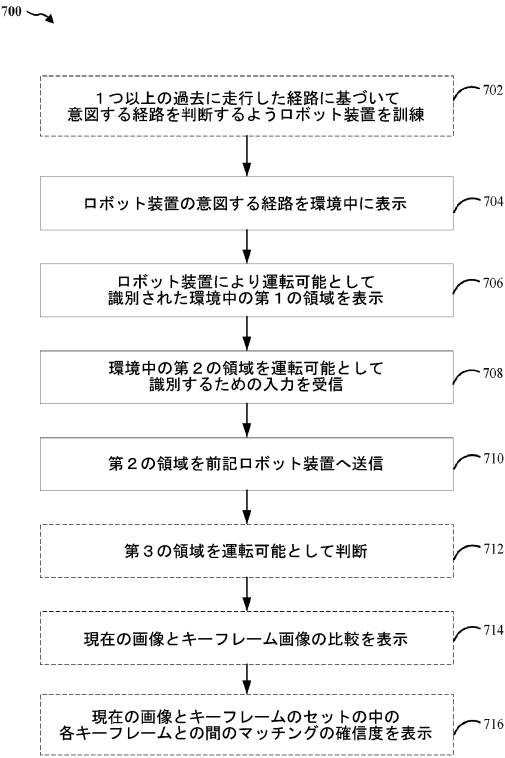 700
１つ以上の過去に走行した経路に基づいて
意図する経路を判断するようロボット装置を訓練
702
ロボット装置の意図する経路を環境中に表示
704
ロボット装置により運転可能として
識別された環境中の第１の領域を表示
706
環境中の第２の領域を運転可能として
識別するための入力を受信
708
第２の領域を前記ロボット装置へ送信
710
第３の領域を運転可能として判断
712
現在の画像とキーフレーム画像の比較を表示
714
現在の画像とキーフレームのセットの中の
各キーフレームとの間のマッチングの確信度を表示
716